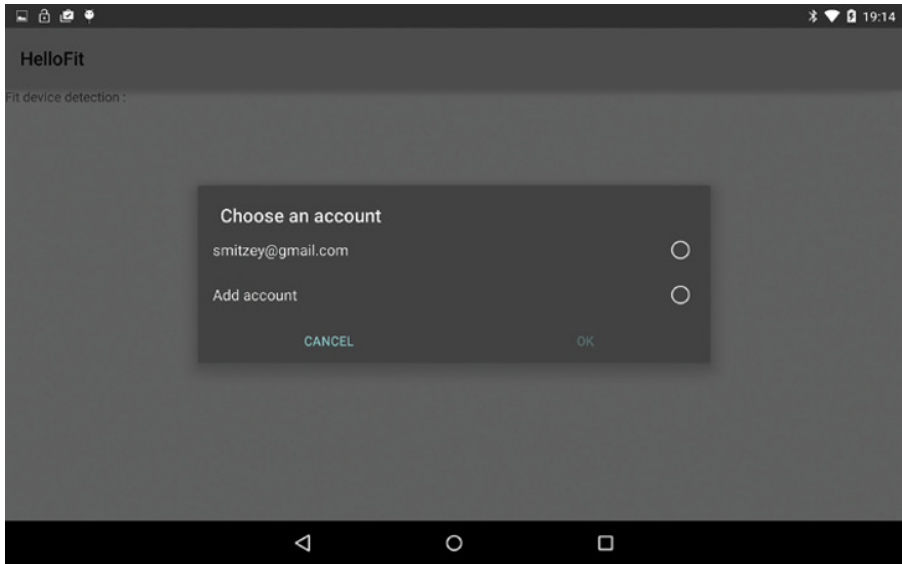 19:14
HelloFit
Fit device detection :
Choose an account
smitzey@gmail.com
Add account
CANCEL OK